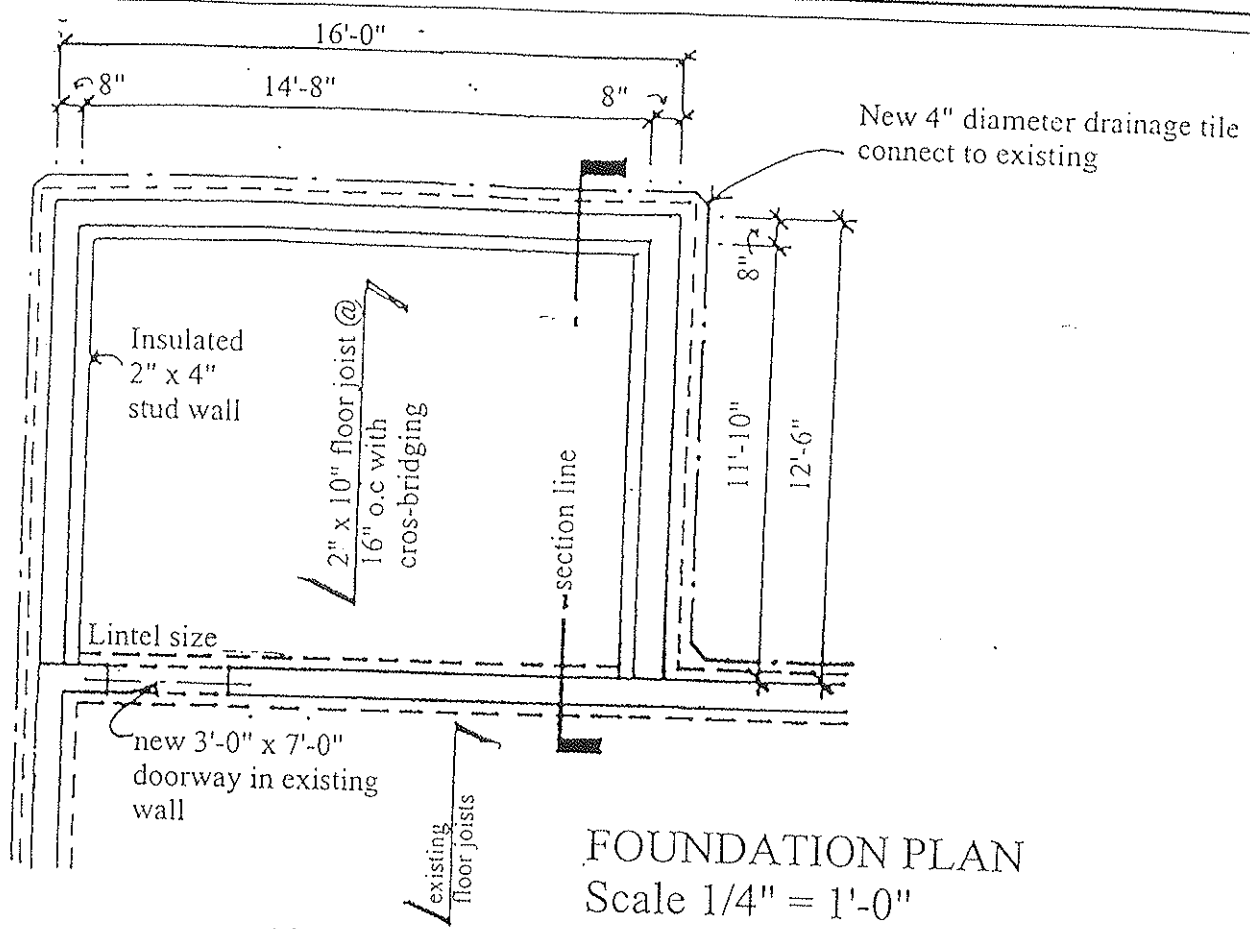 16'-0"
8"
14'-8"
8"
New 4" diameter drainage tile
connect to existing
8"
Insulated
2" x 4"
stud wall
2" x 10" floor joist @
16" o.c with
cros-bridging
section line
11'-10"
12'-6"
Lintel size
new 3'-0" x 7'-0"
doorway in existing
wall
existing
floor joists
FOUNDATION PLAN
Scale 1/4" = 1'-0"